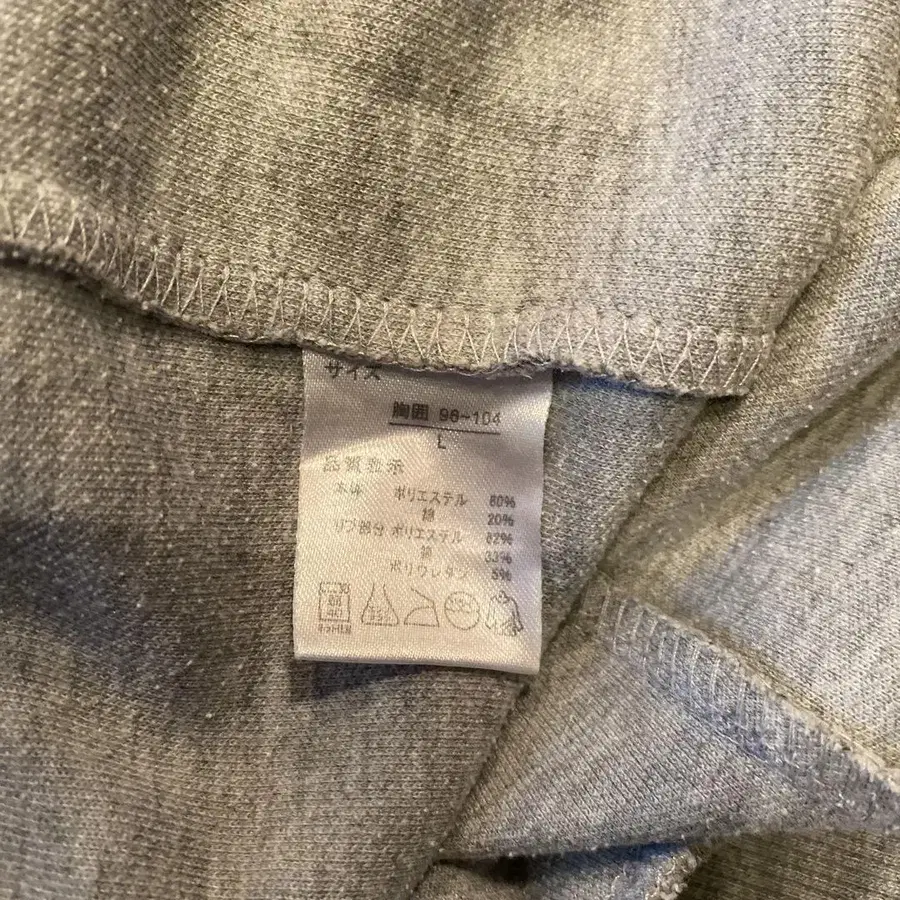 サイズ
胸囲 96~104
L
品質表示
本体 ポリエステル 80%
綿 20%
リブ部分 ポリエステル 62%
綿 33%
ポリウレタン 5%
40